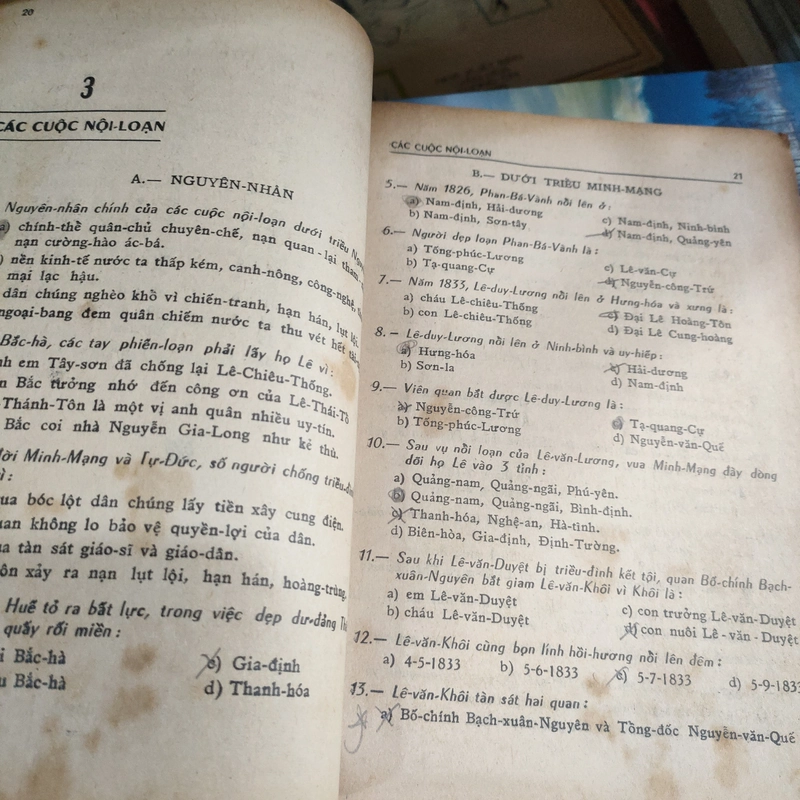 20
3
CÁC CUỘC NỘI-LOẠN
A.— NGUYÊN-NHÂN
Nguyên-nhân chính của các cuộc nội-loạn dưới triều
a) chính-thể quân-chủ chuyên-chế, nạn quan-lại tham
nạn cường-hào ác-bá.
) nền kinh-tế nước ta thấp kém, canh-nông, công-nghệ,
mại lạc hậu.
dân chúng nghèo khổ vì chiến-tranh, hạn hán, lụt lội,
ngoại-bang đem quân chiếm nước ta thu vét hết
Bắc-hà, các tay phiến-loạn phải lấy họ Lê vì :
em Tây-sơn đã chống lại Lê-Chiêu-Thống.
Bắc tưởng nhớ đến công ơn của Lê-Thái-Tổ
Thánh-Tôn là một vị anh quân nhiều uy-tín.
Bắc coi nhà Nguyễn Gia-Long như kẻ thù.
Minh-Mạng và Tự-Đức, số người chống triều-đình
bóc lột dân chúng lấy tiền xây cung điện.
không lo bảo vệ quyền-lợi của dân.
tàn sát giáo-sĩ và giáo-dân.
xảy ra nạn lụt lội, hạn hán, hoàng-trùng,
Huế tỏ ra bất lực, trong việc dẹp dư-đảng
quấy rối miền :
Bắc-hà
c) Gia-định
Bắc-hà
d) Thanh-hóa
CÁC CUỘC NỘI-LOẠN
21
B.— DƯỚI TRIỀU MINH-MẠNG
5.— Năm 1826, Phan-Bá-Vành nổi lên ở :
a) Nam-định, Hải-dương
c) Nam-định, Ninh-bình
b) Nam-định, Sơn-tây
d) Nam-định, Quảng-yên
6.— Người dẹp loạn Phan-Bá-Vành là :
a) Tống-phúc-Lương
c) Lê-văn-Cự
b) Tạ-quang-Cự
d) Nguyễn-công-Trứ
7.— Năm 1833, Lê-duy-Lương nổi lên ở Hưng-hóa và xưng là :
a) cháu Lê-chiêu-Thống
c) Đại Lê Hoàng-Tôn
b) con Lê-chiêu-Thống
d) Đại Lê Cung-hoàng
8.— Lê-duy-Lương nổi lên ở Ninh-bình và uy-hiếp :
a) Hưng-hóa
c) Hải-dương
b) Sơn-la
d) Nam-định
9.— Viên quan bắt được Lê-duy-Lương là :
a) Nguyễn-công-Trứ
c) Tạ-quang-Cự
b) Tống-phúc-Lương
d) Nguyễn-văn-Quế
10.— Sau vụ nổi loạn của Lê-văn-Lương, vua Minh-Mạng đày dòng
dõi họ Lê vào 3 tỉnh :
a) Quảng-nam, Quảng-ngãi, Phú-yên.
b) Quảng-nam, Quảng-ngãi, Bình-định.
c) Thanh-hóa, Nghệ-an, Hà-tĩnh.
d) Biên-hòa, Gia-định, Định-Tường.
11.— Sau khi Lê-văn-Duyệt bị triều-đình kết tội, quan Bố-chính Bạch-
xuân-Nguyên bắt giam Lê-văn-Khôi vì Khôi là :
a) em Lê-văn-Duyệt
c) con trưởng Lê-văn-Duyệt
b) cháu Lê-văn-Duyệt
d) con nuôi Lê - văn - Duyệt
12.— Lê-văn-Khôi cùng bọn lính hồi-hương nổi lên đêm :
a) 4-5-1833 b) 5-6-1833 c) 5-7-1833 d) 5-9-1833
13.— Lê-văn-Khôi tàn sát hai quan :
a) Bố-chính Bạch-xuân-Nguyên và Tổng-đốc Nguyễn-văn-Quế